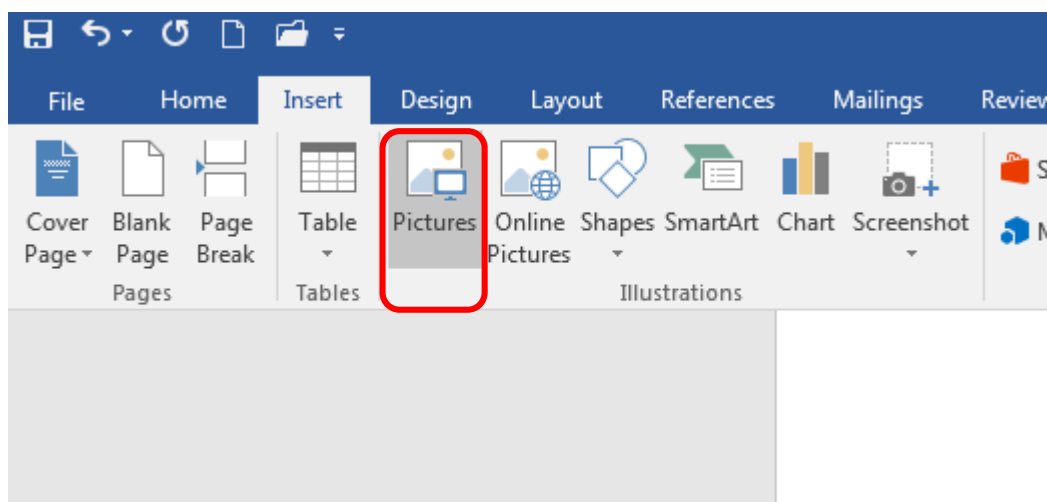 File Home Insert Design Layout References Mailings Review
Cover Blank Page Table Pictures Online Shapes SmartArt Chart Screenshot S
Page Page Break Pictures N
Pages Tables Illustrations